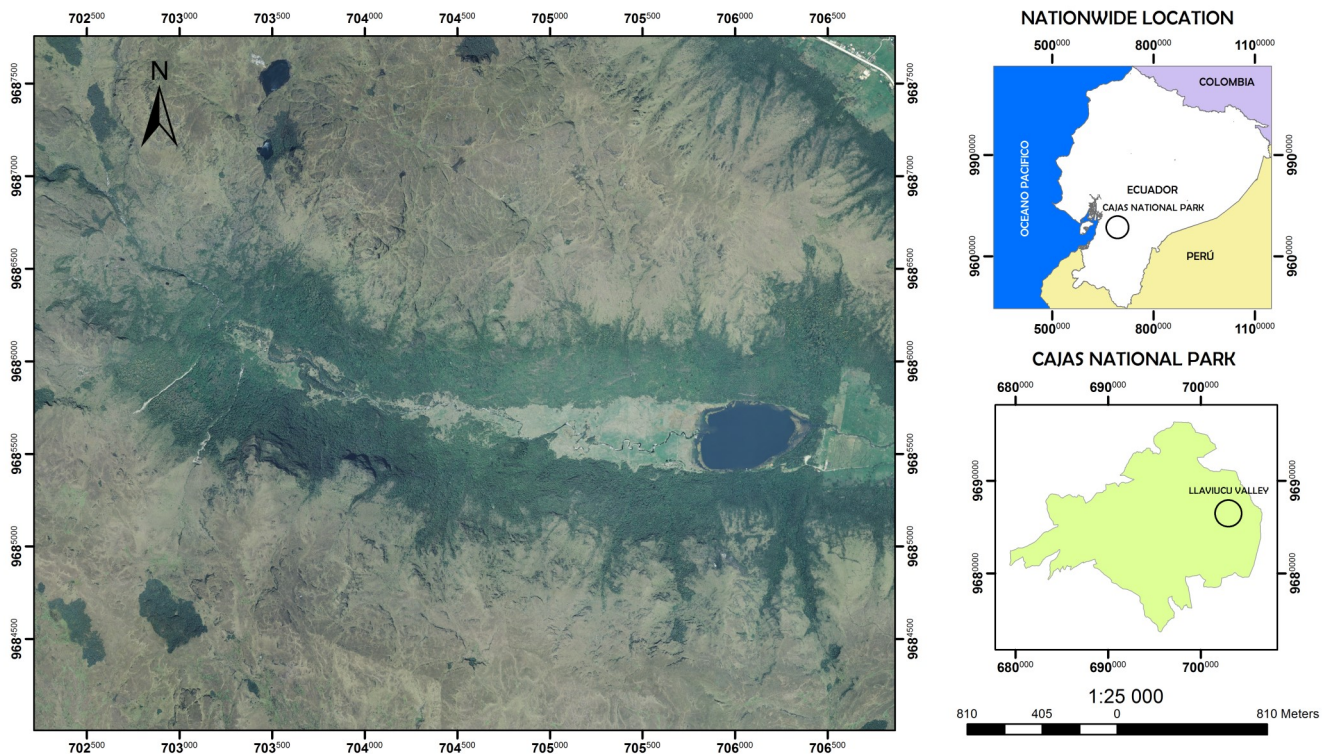 702500 703000 703500 704000 704500 705000 705500 706000 706500
N
9687500 9687500
9687000 9687000
9686500 9686500
9686000 9686000
9685500 9685500
9685000 9685000
9684500 9684500
702500 703000 703500 704000 704500 705000 705500 706000 706500
NATIONWIDE LOCATION
500000 800000 1100000
COLOMBIA
9900000 9900000
OCEANO PACIFICO
ECUADOR
CAJAS NATIONAL PARK
PERÚ
9600000 9600000
500000 800000 1100000
CAJAS NATIONAL PARK
680000 690000 700000
9690000 9690000
LLAVIUCU VALLEY
9680000 9680000
680000 690000 700000
1:25 000
810 405 0 810 Meters